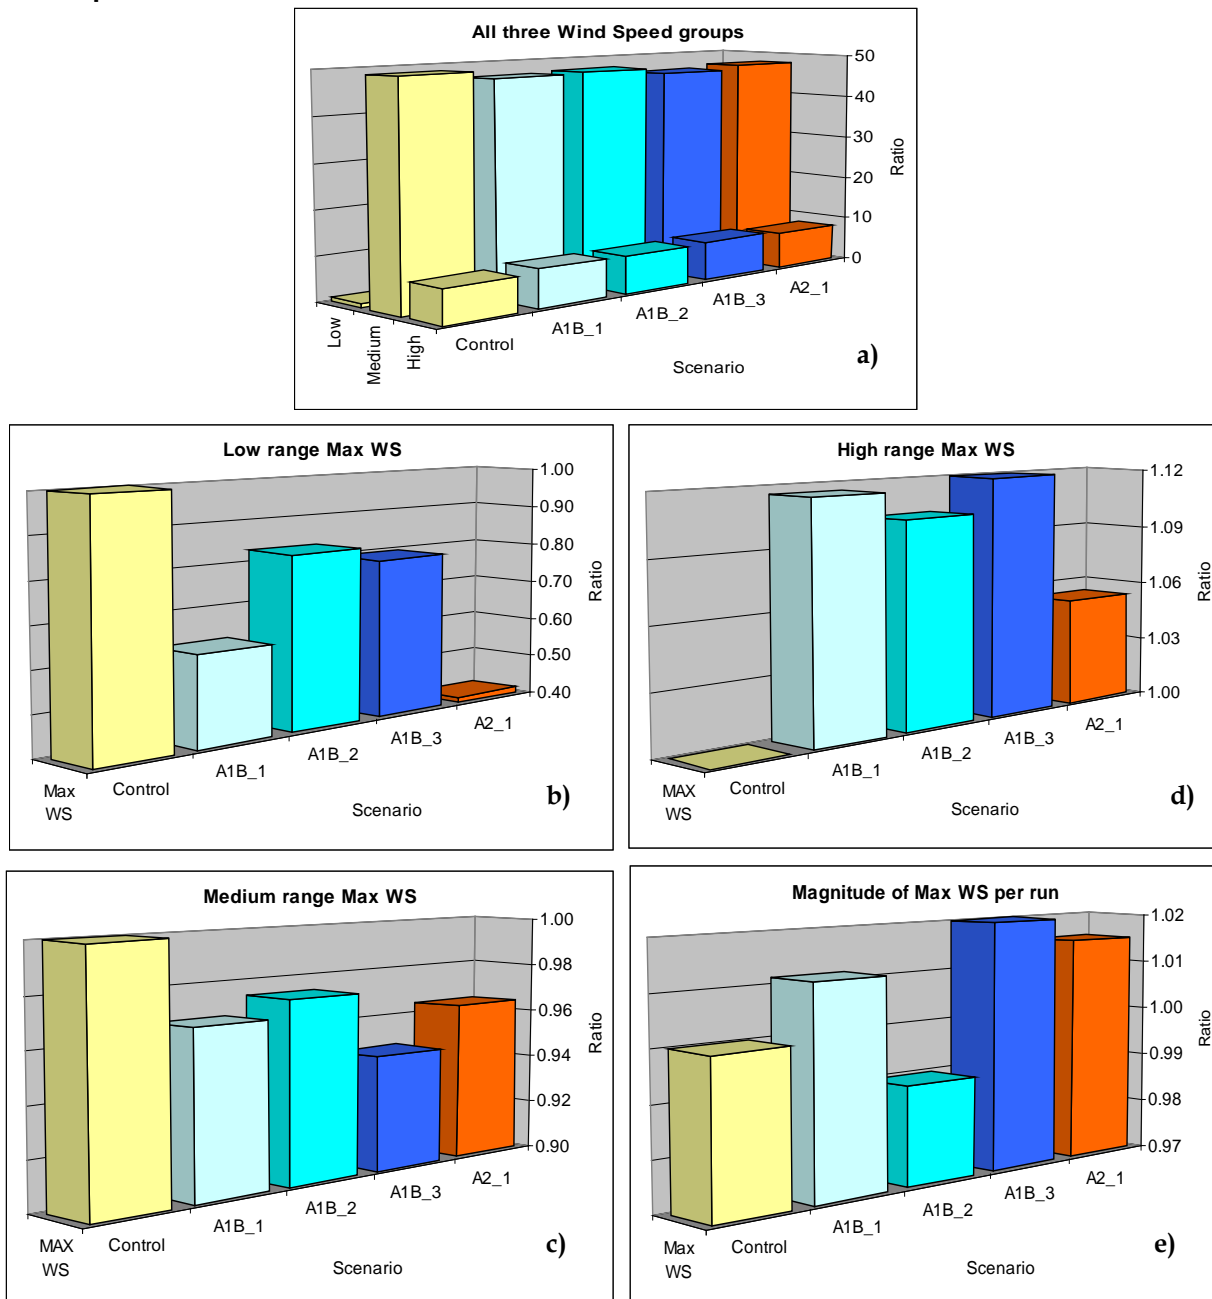 All three Wind Speed groups
50
40
30
20
10
0
Ratio
Low
Medium
High
Control
A1B_1
A1B_2
A1B_3
A2_1
Scenario
a)
Low range Max WS
1.00
0.90
0.80
0.70
0.60
0.50
0.40
Ratio
Max WS
Control
A1B_1
A1B_2
A1B_3
A2_1
Scenario
b)
High range Max WS
1.12
1.09
1.06
1.03
1.00
Ratio
MAX WS
Control
A1B_1
A1B_2
A1B_3
A2_1
Scenario
d)
Medium range Max WS
1.00
0.98
0.96
0.94
0.92
0.90
Ratio
MAX WS
Control
A1B_1
A1B_2
A1B_3
A2_1
Scenario
c)
Magnitude of Max WS per run
1.02
1.01
1.00
0.99
0.98
0.97
Ratio
Max WS
Control
A1B_1
A1B_2
A1B_3
A2_1
Scenario
e)